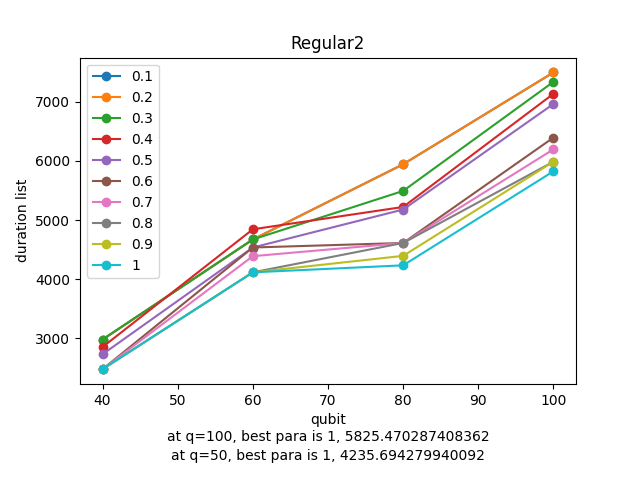 Regular2
duration list
7000
6000
5000
4000
3000
0.1
0.2
0.3
0.4
0.5
0.6
0.7
0.8
0.9
1
40 50 60 70 80 90 100
qubit
at q=100, best para is 1, 5825.470287408362
at q=50, best para is 1, 4235.694279940092